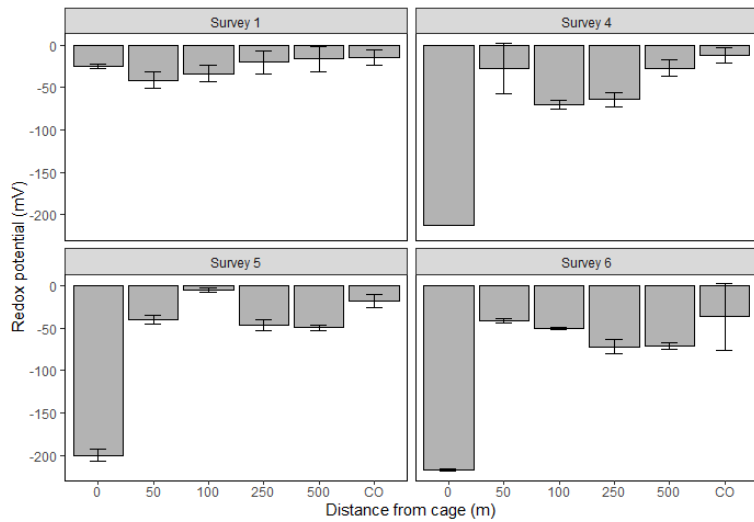 Survey 1
Survey 4
0
-50
-100
-150
-200
Survey 5
Survey 6
0
-50
-100
-150
-200
0 50 100 250 500 CO
0 50 100 250 500 CO
Distance from cage (m)
Redox potential (mV)